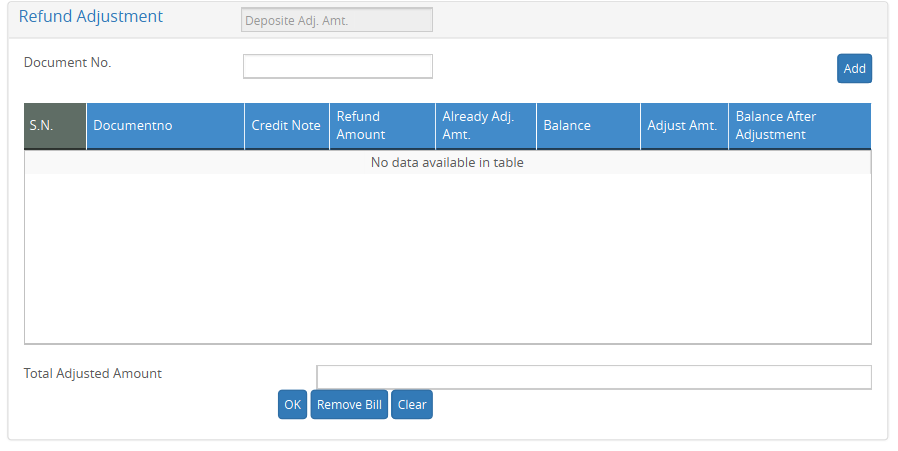 Refund Adjustment
Deposite Adj. Amt.
Document No.
Add
S.N.
Documentno
Credit Note
Refund
Amount
Already Adj.
Amt.
Balance
Adjust Amt.
Balance After
Adjustment
No data available in table
Total Adjusted Amount
OK
Remove Bill
Clear